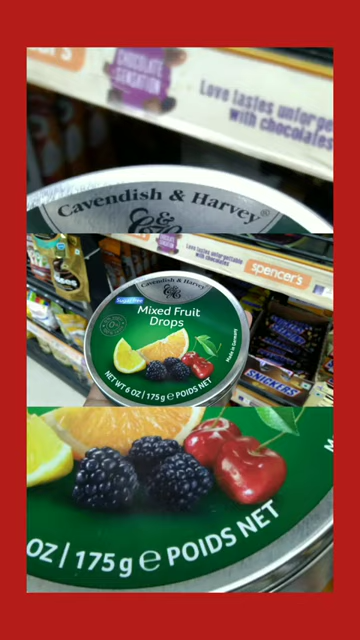 CHOCOLATE
SENSATION
Love tastes unforge
with chocolates
Cavendish & Harvey®
C&H
Love tastes unforgettable
with chocolates
spencer's
Cavendish & Harvey
C&H
Sugar Free
Mixed Fruit
Drops
Made in Germany
NET WT 6 OZ | 175 g e POIDS NET
SNICKERS
OZ | 175 g e POIDS NET
M